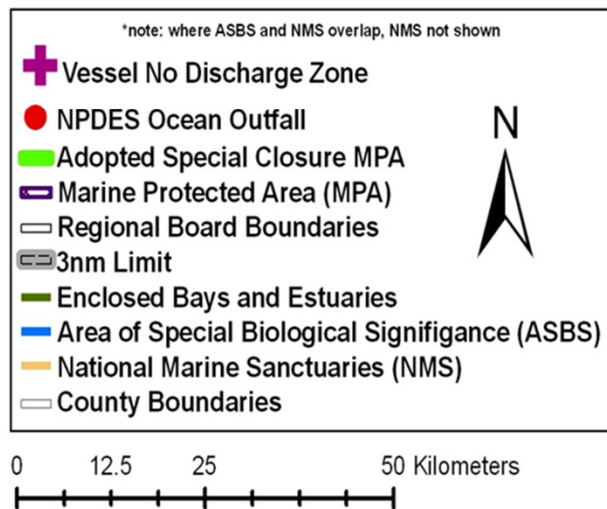 *note: where ASBS and NMS overlap, NMS not shown
Vessel No Discharge Zone
NPDES Ocean Outfall
N
Adopted Special Closure MPA
Marine Protected Area (MPA)
Regional Board Boundaries
3nm Limit
Enclosed Bays and Estuaries
Area of Special Biological Signifigance (ASBS)
National Marine Sanctuaries (NMS)
County Boundaries
0 12.5 25 50 Kilometers